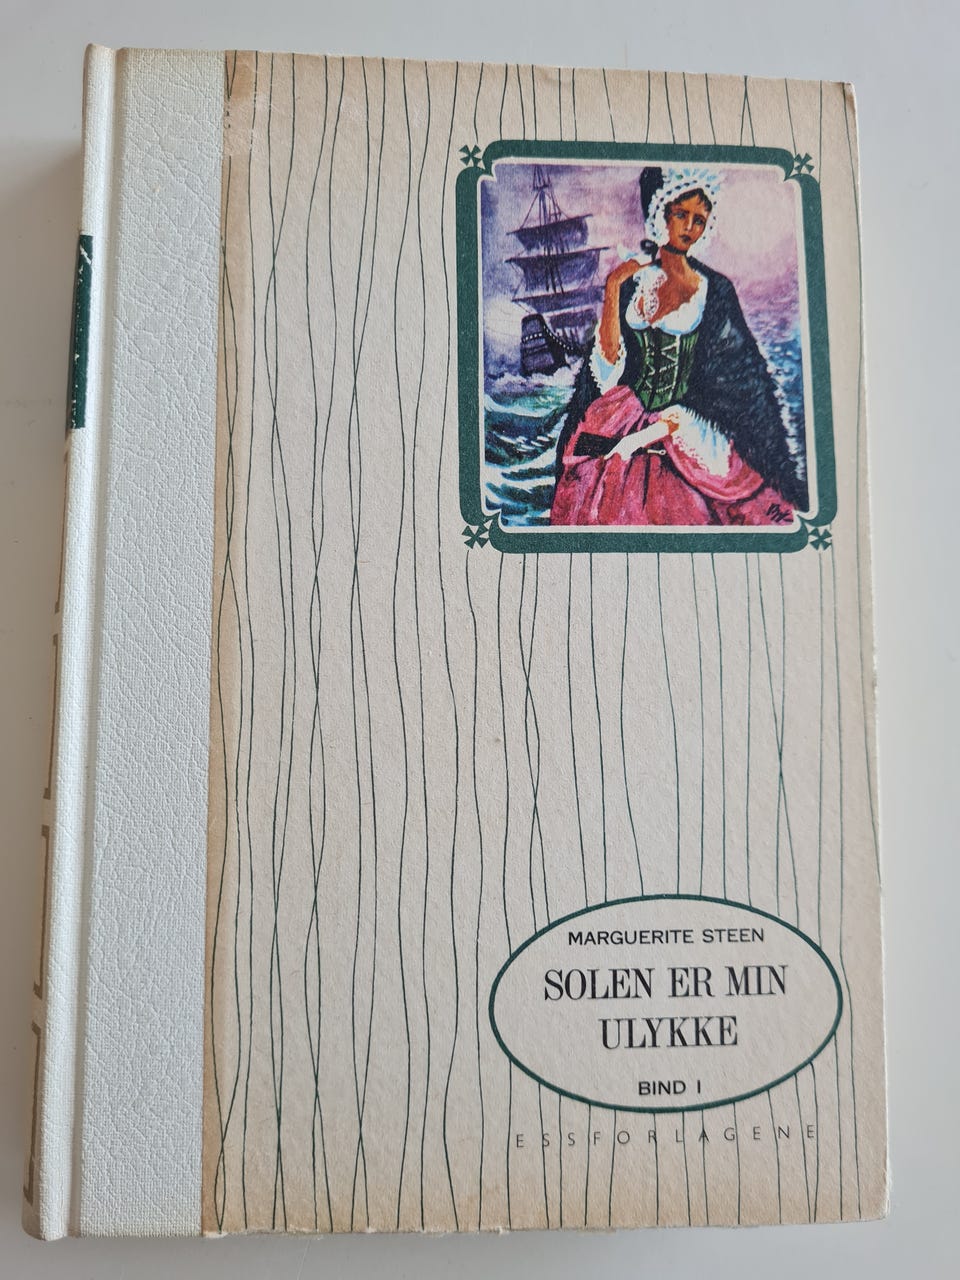 MARGUERITE STEEN
SOLEN ER MIN
ULYKKE
BIND I
ESSFORLAGENE